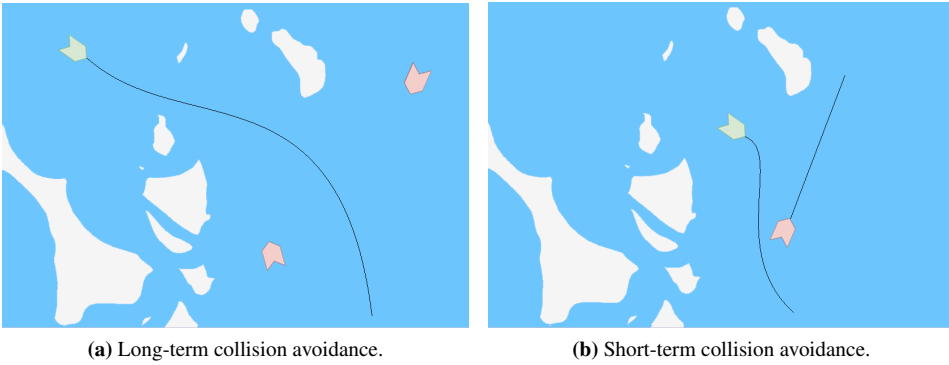 (a) Long-term collision avoidance.
(b) Short-term collision avoidance.